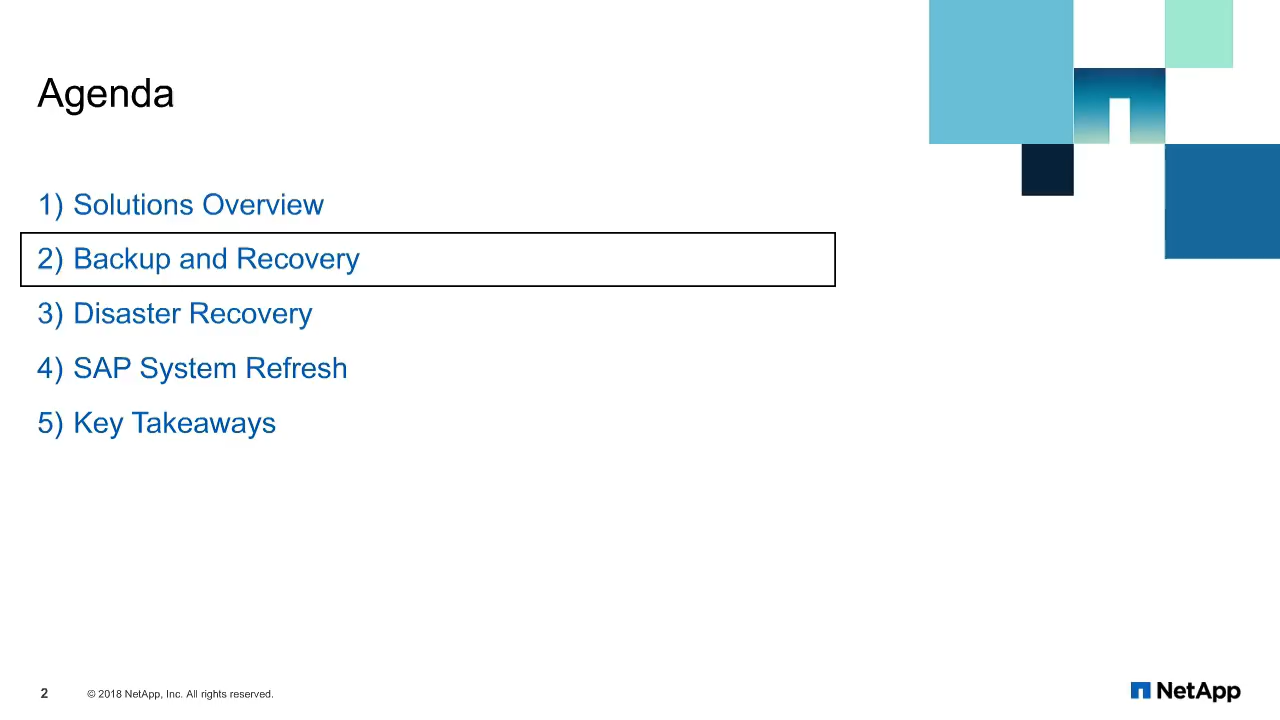 Agenda
1) Solutions Overview
2) Backup and Recovery
3) Disaster Recovery
4) SAP System Refresh
5) Key Takeaways
2 © 2018 NetApp, Inc. All rights reserved.
NetApp